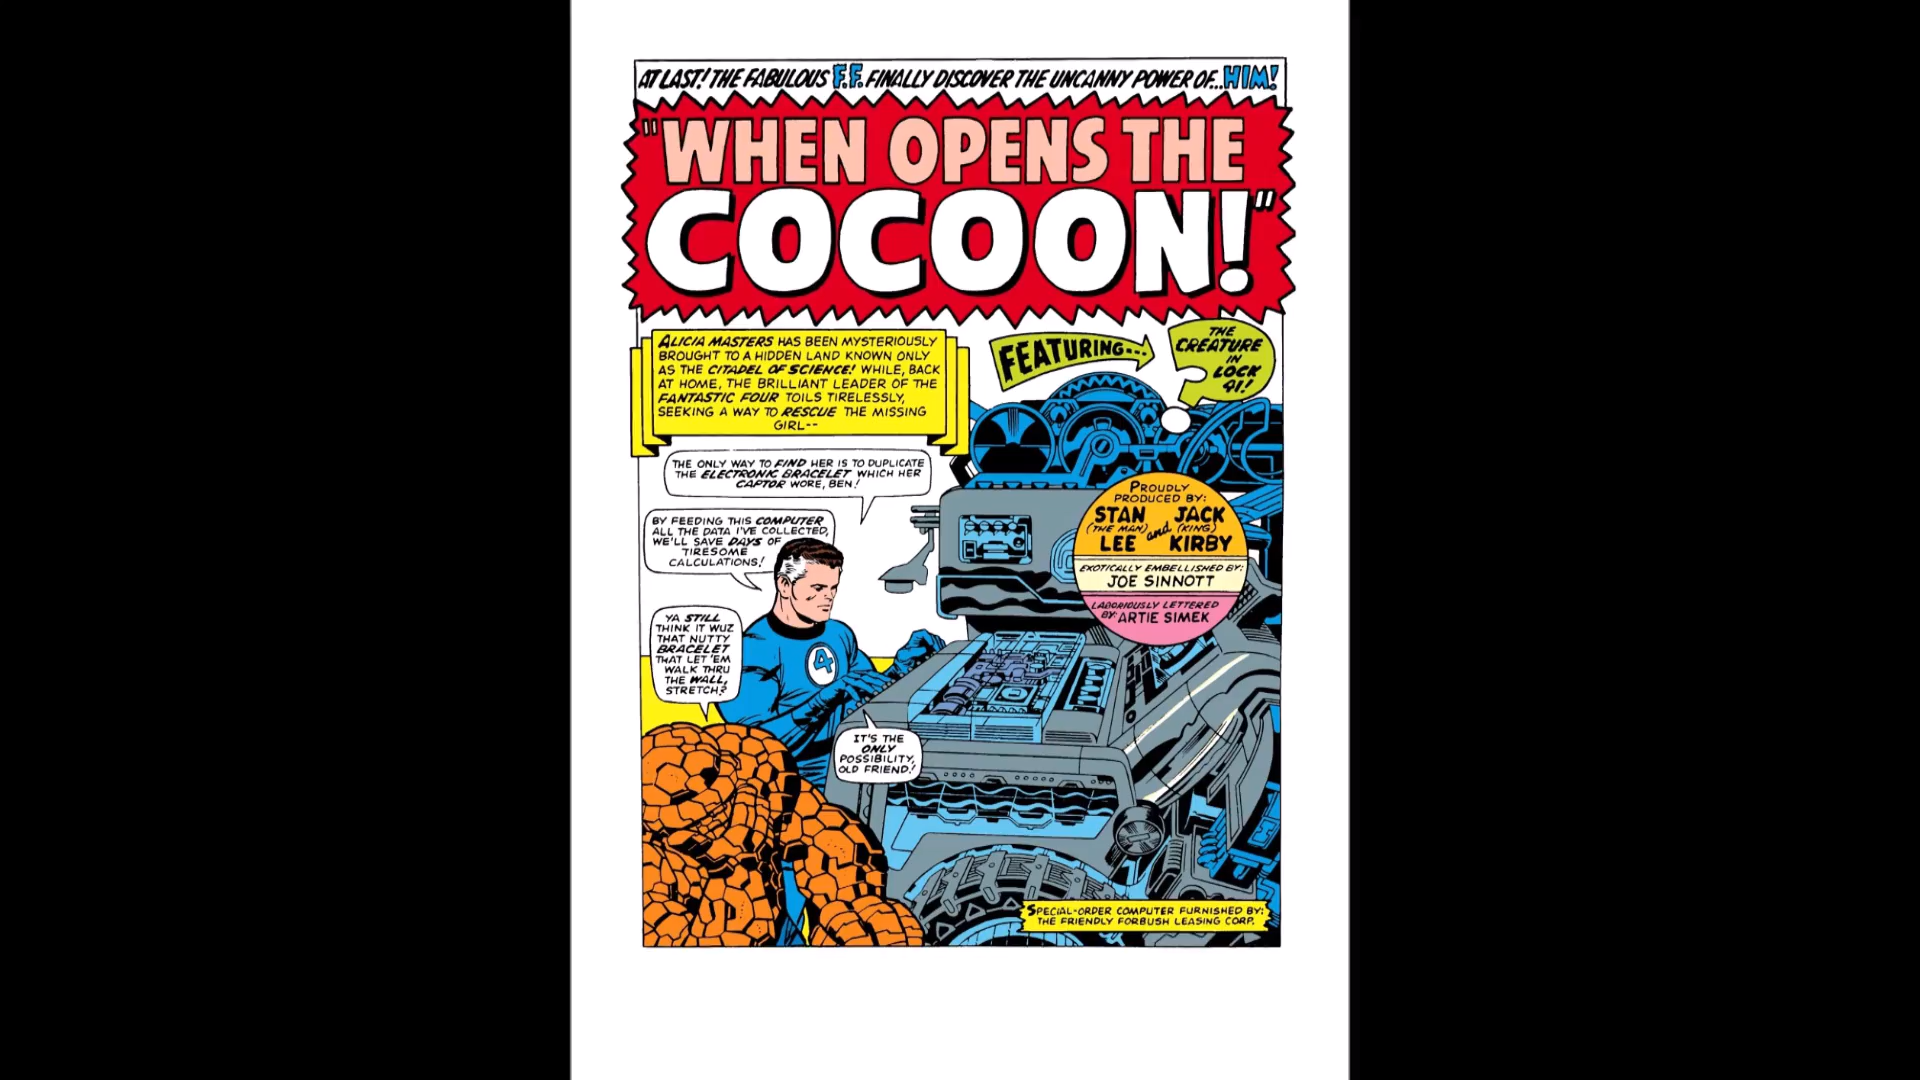 AT LAST! THE FABULOUS F.F. FINALLY DISCOVER THE UNCANNY POWER OF...HIM!
"WHEN OPENS THE
COCOON!"
ALICIA MASTERS HAS BEEN MYSTERIOUSLY
BROUGHT TO A HIDDEN LAND KNOWN ONLY
AS THE CITADEL OF SCIENCE! WHILE, BACK
AT HOME, THE BRILLIANT LEADER OF THE
FANTASTIC FOUR TOILS TIRELESSLY,
SEEKING A WAY TO RESCUE THE MISSING
GIRL--
FEATURING---
THE
CREATURE
IN
LOCK
41!
THE ONLY WAY TO FIND HER IS TO DUPLICATE
THE ELECTRONIC BRACELET WHICH HER
CAPTOR WORE, BEN!
BY FEEDING THIS COMPUTER
ALL THE DATA I'VE COLLECTED,
WE'LL SAVE DAYS OF
TIRESOME
CALCULATIONS!
PROUDLY
PRODUCED BY:
STAN JACK
(THE MAN) and (KING)
LEE KIRBY
EXOTICALLY EMBELLISHED BY:
JOE SINNOTT
LABORIOUSLY LETTERED
BY: ARTIE SIMEK
YA STILL
THINK IT WUZ
THAT NUTTY
BRACELET
THAT LET 'EM
WALK THRU
THE WALL,
STRETCH?
4
IT'S THE
ONLY
POSSIBILITY,
OLD FRIEND!
SPECIAL-ORDER COMPUTER FURNISHED BY:
THE FRIENDLY FORBUSH LEASING CORP.